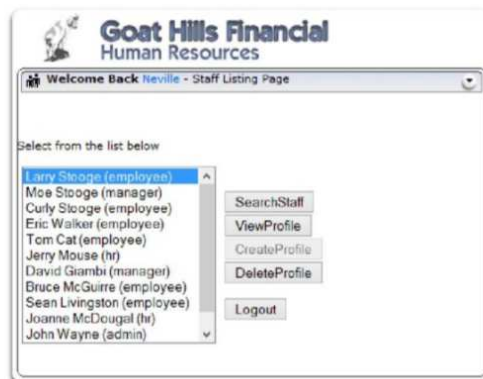 Goat Hills Financial
Human Resources
Welcome Back Neville - Staff Listing Page
Select from the list below
Larry Stooge (employee)
Moe Stooge (manager)
Curly Stooge (employee)
Eric Walker (employee)
Tom Cat (employee)
Jerry Mouse (hr)
David Giambi (manager)
Bruce McGuirre (employee)
Sean Livingston (employee)
Joanne McDougal (hr)
John Wayne (admin)
SearchStaff
ViewProfile
CreateProfile
DeleteProfile
Logout